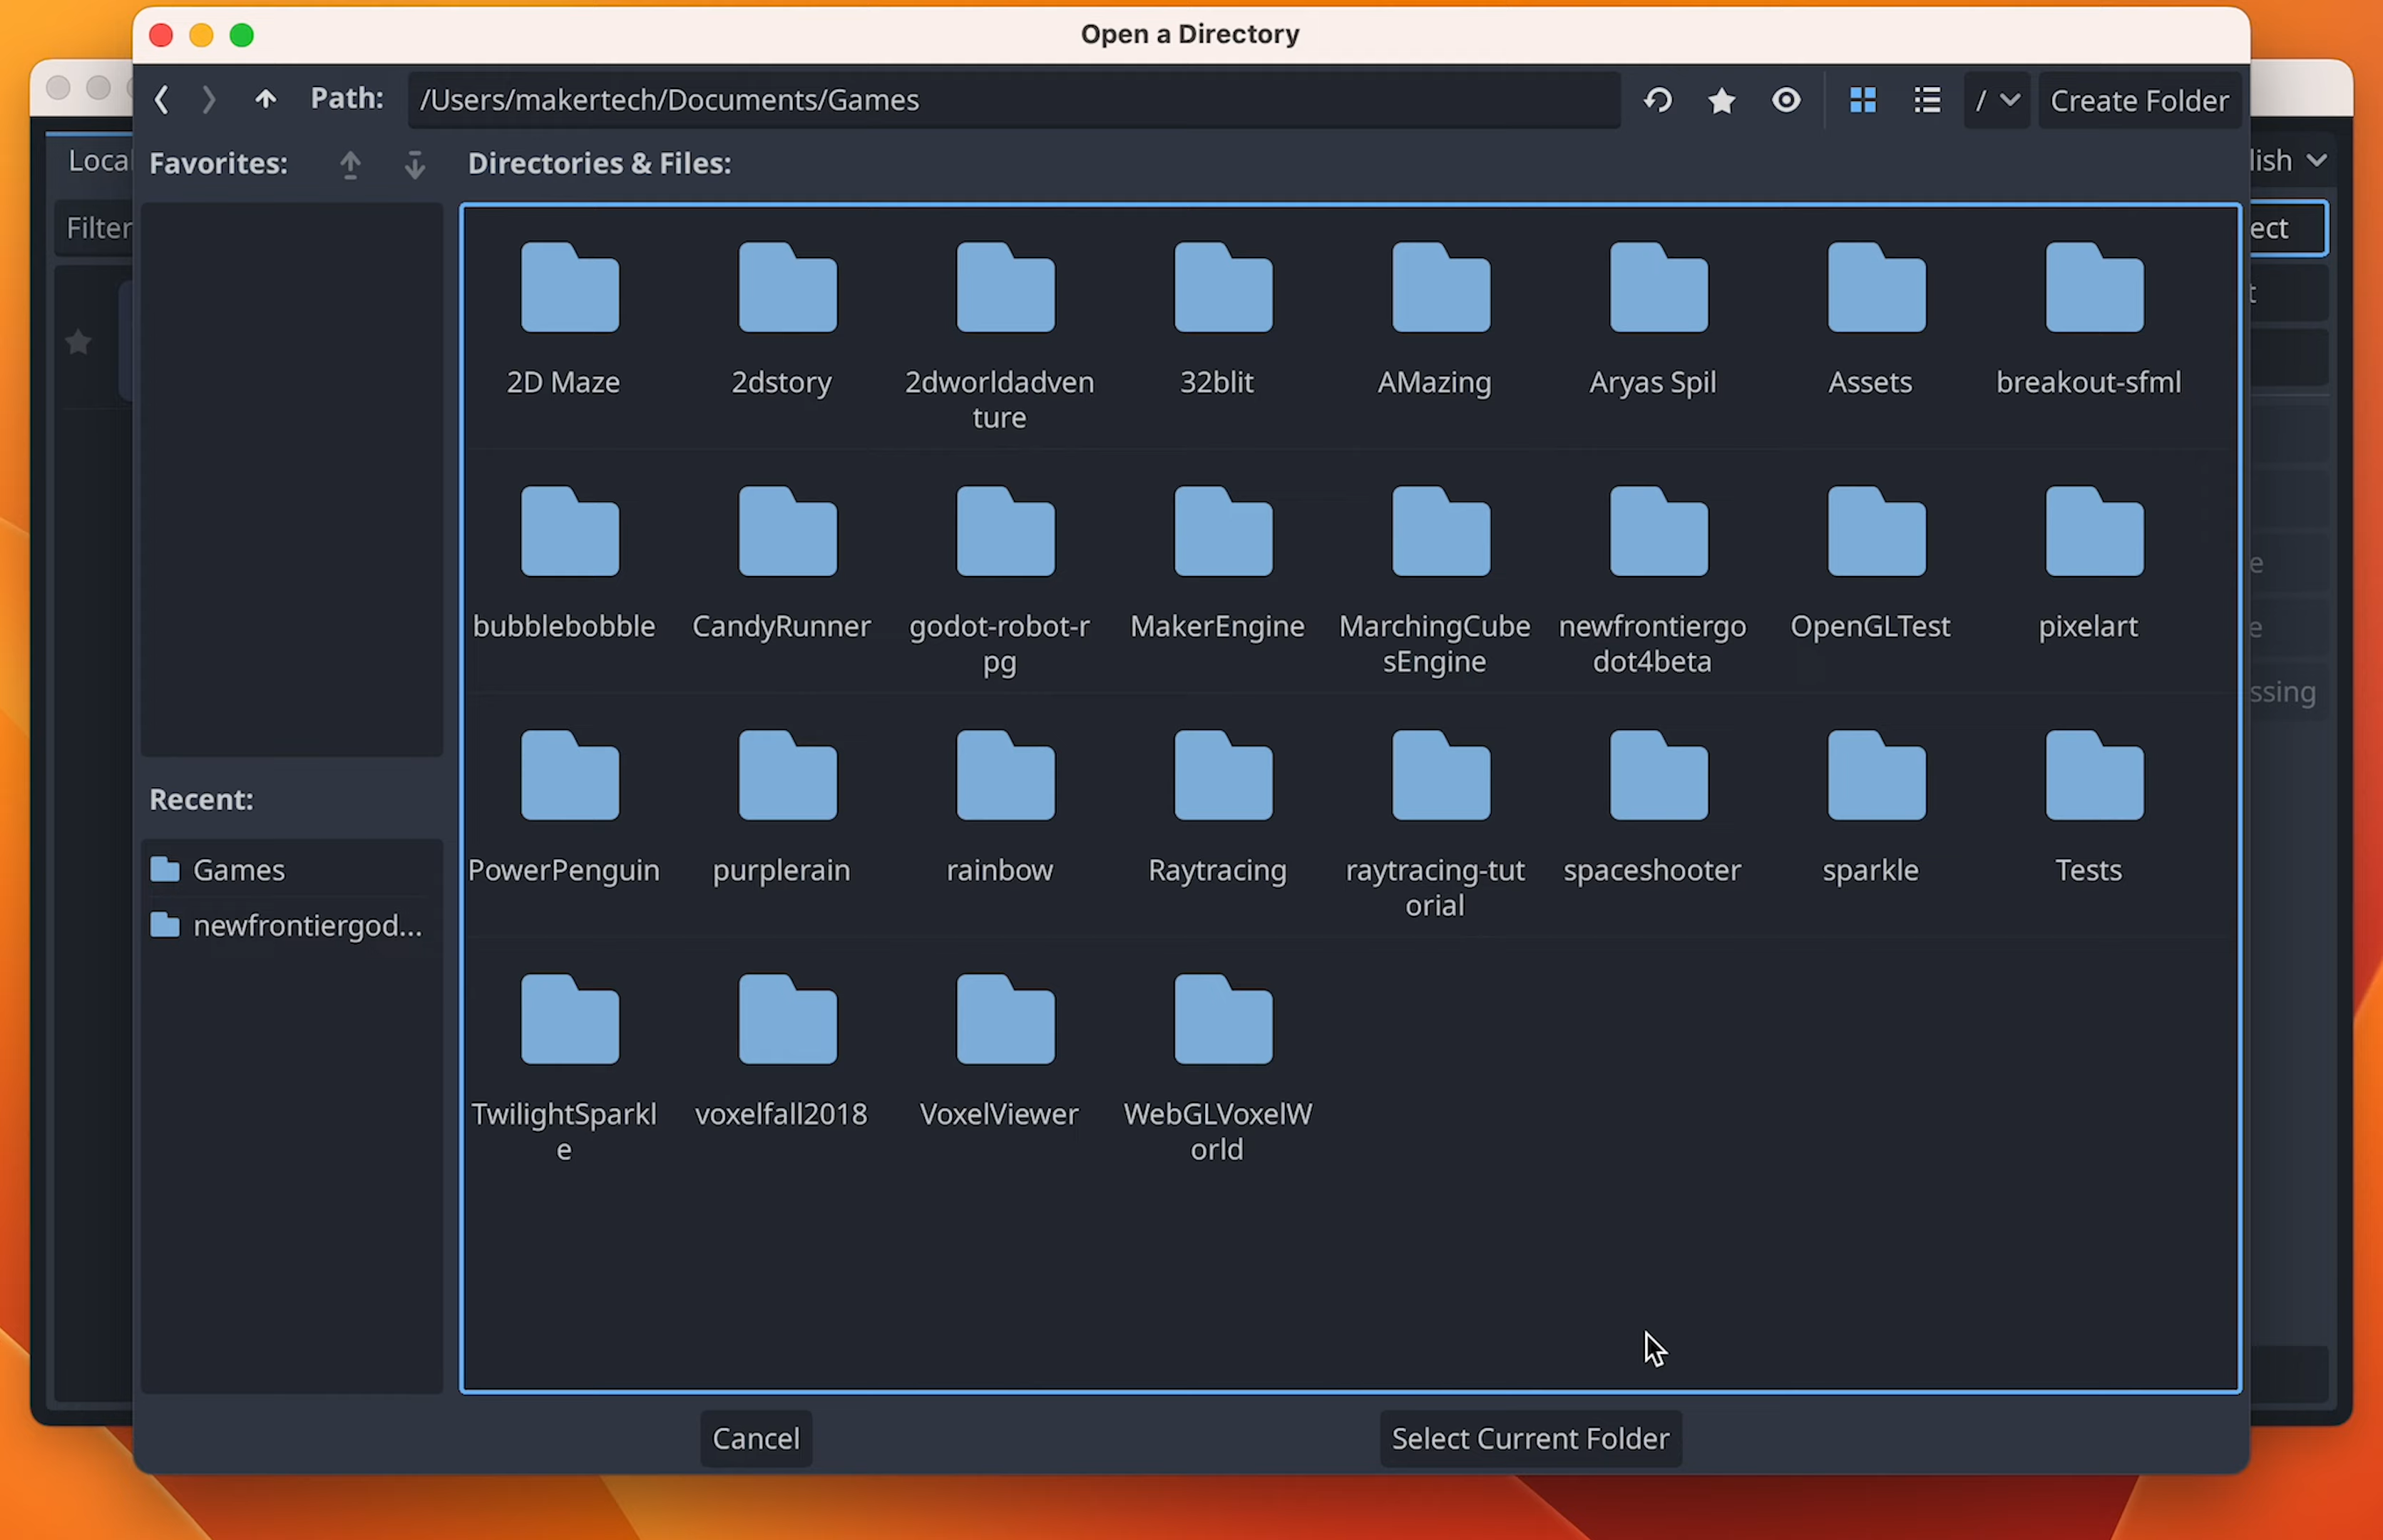 Open a Directory
Path: /Users/makertech/Documents/Games / Create Folder
Favorites: Directories & Files:
Filter
2D Maze 2dstory 2dworldadven 32blit AMazing Aryas Spil Assets breakout-sfml
ture
bubblebobble CandyRunner godot-robot-r MakerEngine MarchingCube newfrontiergo OpenGLTest pixelart
pg sEngine dot4beta
PowerPenguin purplerain rainbow Raytracing raytracing-tut spaceshooter sparkle Tests
orial
TwilightSparkl voxelfall2018 VoxelViewer WebGLVoxelW
e orld
Recent:
Games
newfrontiergod...
Local
lish
ect
t
e
e
ssing
Cancel Select Current Folder